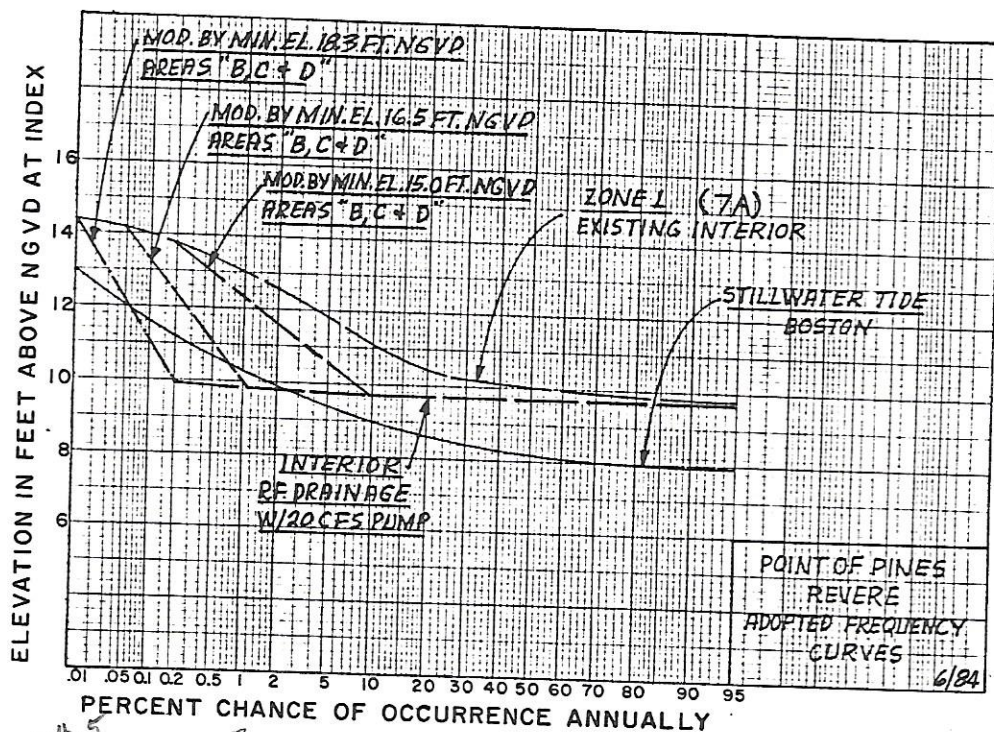 MOD. BY MIN. EL. 18.3 FT. NGVD
AREAS "B, C & D"
MOD. BY MIN. EL. 16.5 FT. NGVD
AREAS "B, C & D"
MOD. BY MIN. EL. 15.0 FT. NGVD
AREAS "B, C & D"
ZONE 1 (7A)
EXISTING INTERIOR
STILLWATER TIDE
BOSTON
INTERIOR
R.F. DRAINAGE
W/20 CFS PUMP
ELEVATION IN FEET ABOVE NGVD AT INDEX
16
14
12
10
8
6
POINT OF PINES
REVERE
ADOPTED FREQUENCY
CURVES
6/84
.01 .05 0.1 0.2 0.5 1 2 5 10 20 30 40 50 60 70 80 90 95
PERCENT CHANCE OF OCCURRENCE ANNUALLY